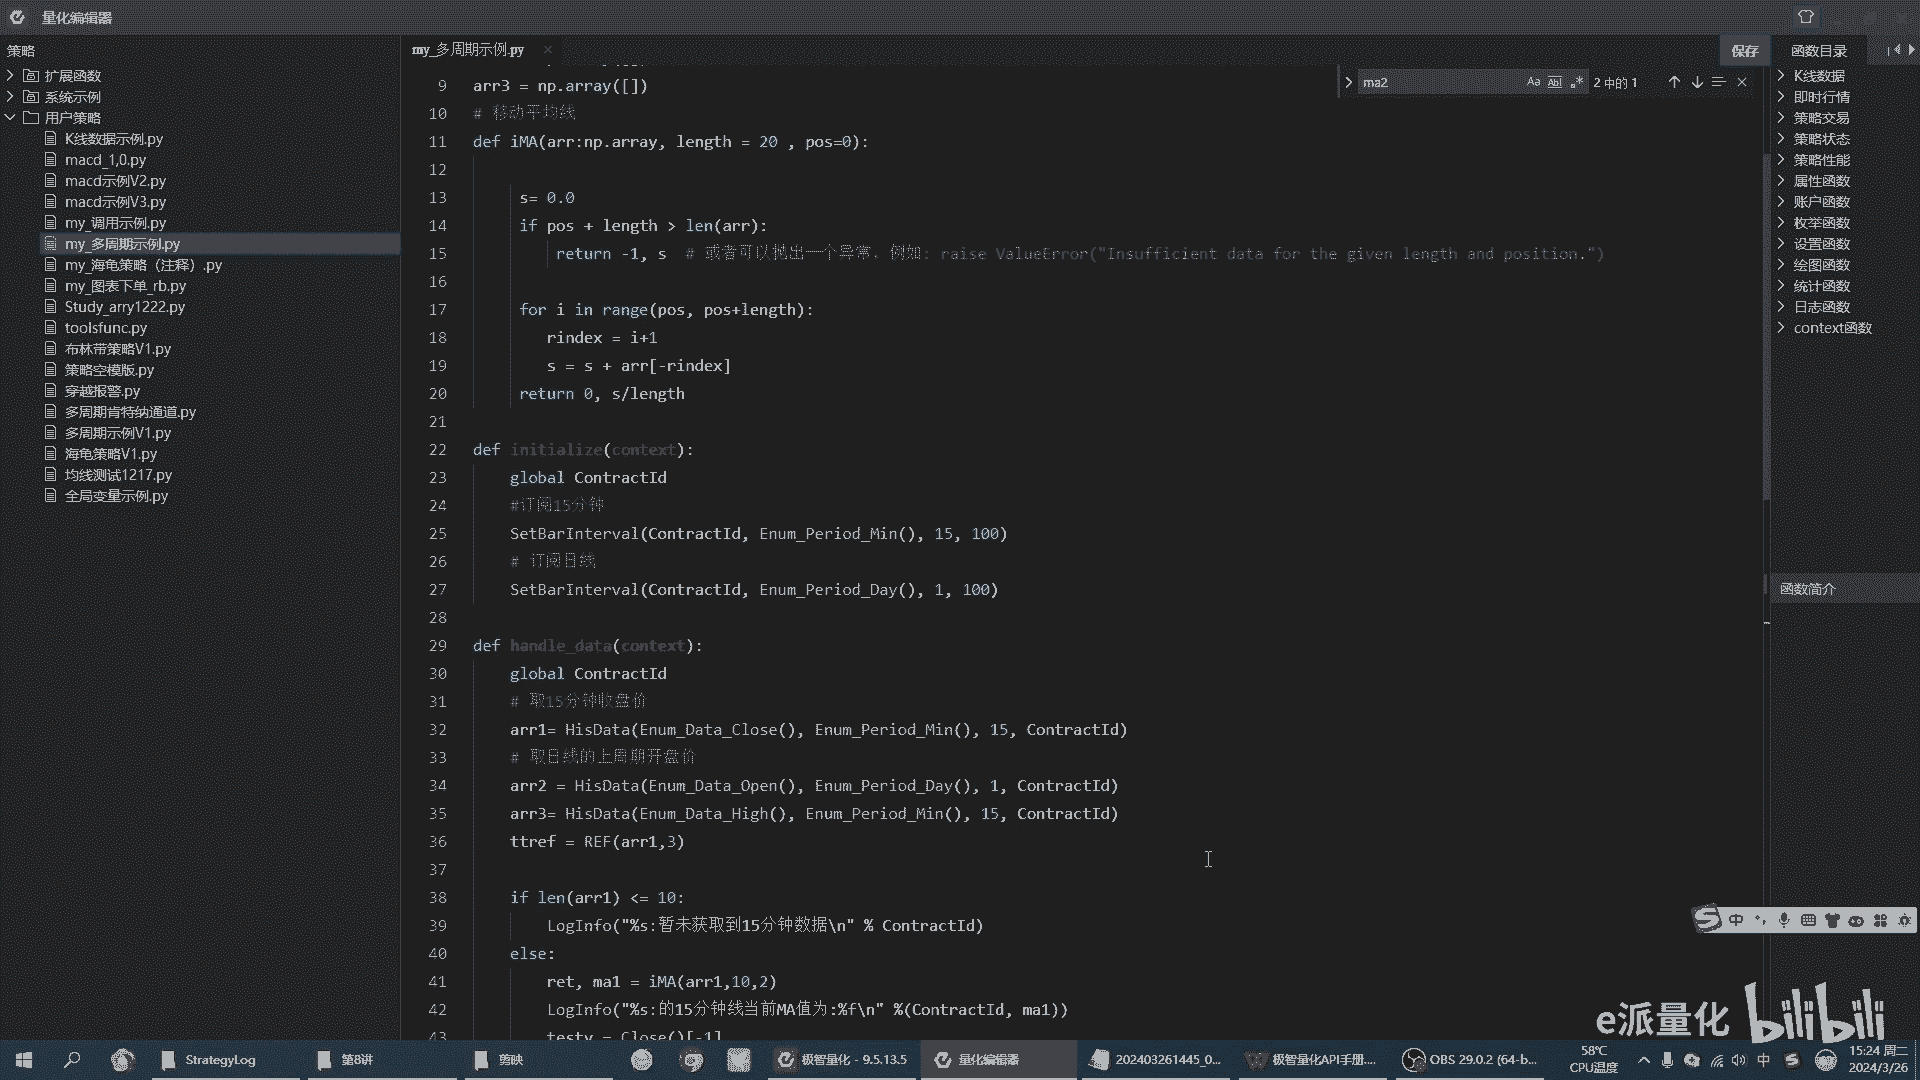 量化编辑器
策略
扩展函数
系统示例
用户策略
K线数据示例.py
macd_1,0.py
macd示例V2.py
macd示例V3.py
my_调用示例.py
my_多周期示例.py
my_海龟策略（注释）.py
my_图表下单_rb.py
Study_arry1222.py
toolsfunc.py
布林带策略V1.py
策略空模版.py
穿越报警.py
多周期肯特纳通道.py
多周期示例V1.py
海龟策略V1.py
均线测试1217.py
全局变量示例.py
my_多周期示例.py ×
保存
ma2 Aa Abl .* 2 中的 1
9 arr3 = np.array([])
10 # 移动平均线
11 def iMA(arr:np.array, length = 20 , pos=0):
12
13 s= 0.0
14 if pos + length > len(arr):
15 return -1, s # 或者可以抛出一个异常，例如: raise ValueError("Insufficient data for the given length and position.")
16
17 for i in range(pos, pos+length):
18 rindex = i+1
19 s = s + arr[-rindex]
20 return 0, s/length
21
22 def initialize(context):
23 global ContractId
24 #订阅15分钟
25 SetBarInterval(ContractId, Enum_Period_Min(), 15, 100)
26 # 订阅日线
27 SetBarInterval(ContractId, Enum_Period_Day(), 1, 100)
28
29 def handle_data(context):
30 global ContractId
31 # 取15分钟收盘价
32 arr1= HisData(Enum_Data_Close(), Enum_Period_Min(), 15, ContractId)
33 # 取日线的上周期开盘价
34 arr2 = HisData(Enum_Data_Open(), Enum_Period_Day(), 1, ContractId)
35 arr3= HisData(Enum_Data_High(), Enum_Period_Min(), 15, ContractId)
36 ttref = REF(arr1,3)
37
38 if len(arr1) <= 10:
39 LogInfo("%s:暂未获取到15分钟数据\n" % ContractId)
40 else:
41 ret, ma1 = iMA(arr1,10,2)
42 LogInfo("%s:的15分钟线当前MA值为:%f\n" %(ContractId, ma1))
43 testv = Close()[-1]
函数目录
K线数据
即时行情
策略交易
策略状态
策略性能
属性函数
账户函数
枚举函数
设置函数
绘图函数
统计函数
日志函数
context函数
函数简介
中
e派量化 bilibili
StrategyLog
第8讲
剪映
极智量化 - 9.5.13.5
量化编辑器
202403261445_0...
极智量化API手册....
OBS 29.0.2 (64-b...
58℃
CPU温度
中
15:24 周二
2024/3/26